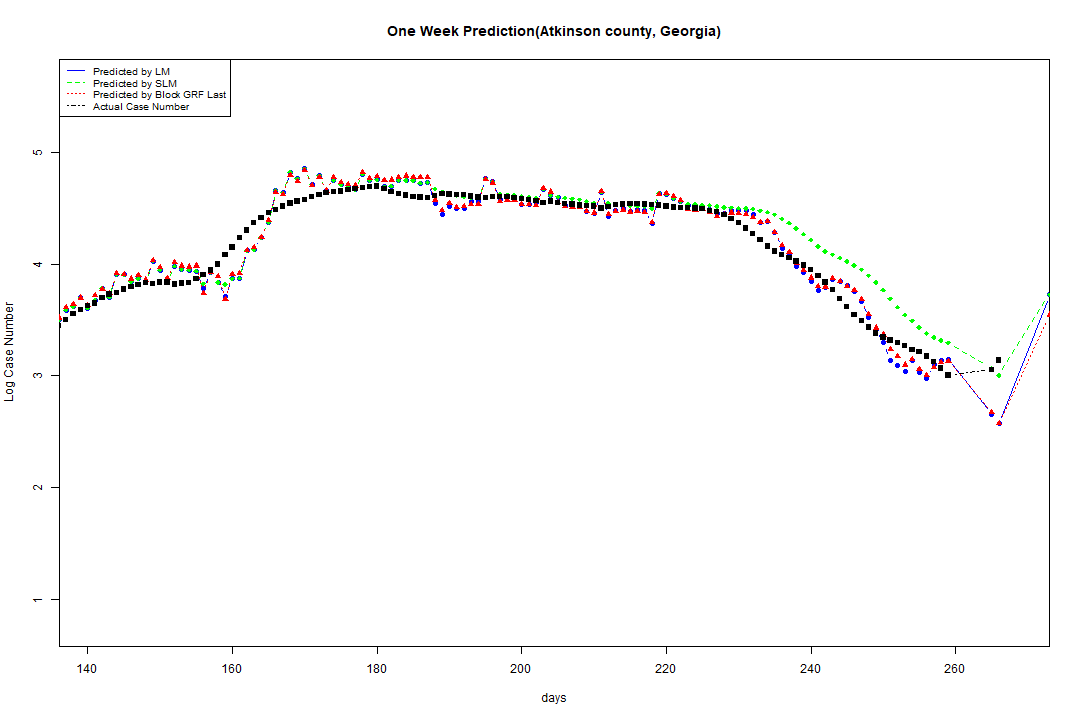 One Week Prediction(Atkinson county, Georgia)
Predicted by LM
Predicted by SLM
Predicted by Block GRF Last
Actual Case Number
5
4
3
2
1
Log Case Number
140 160 180 200 220 240 260
days